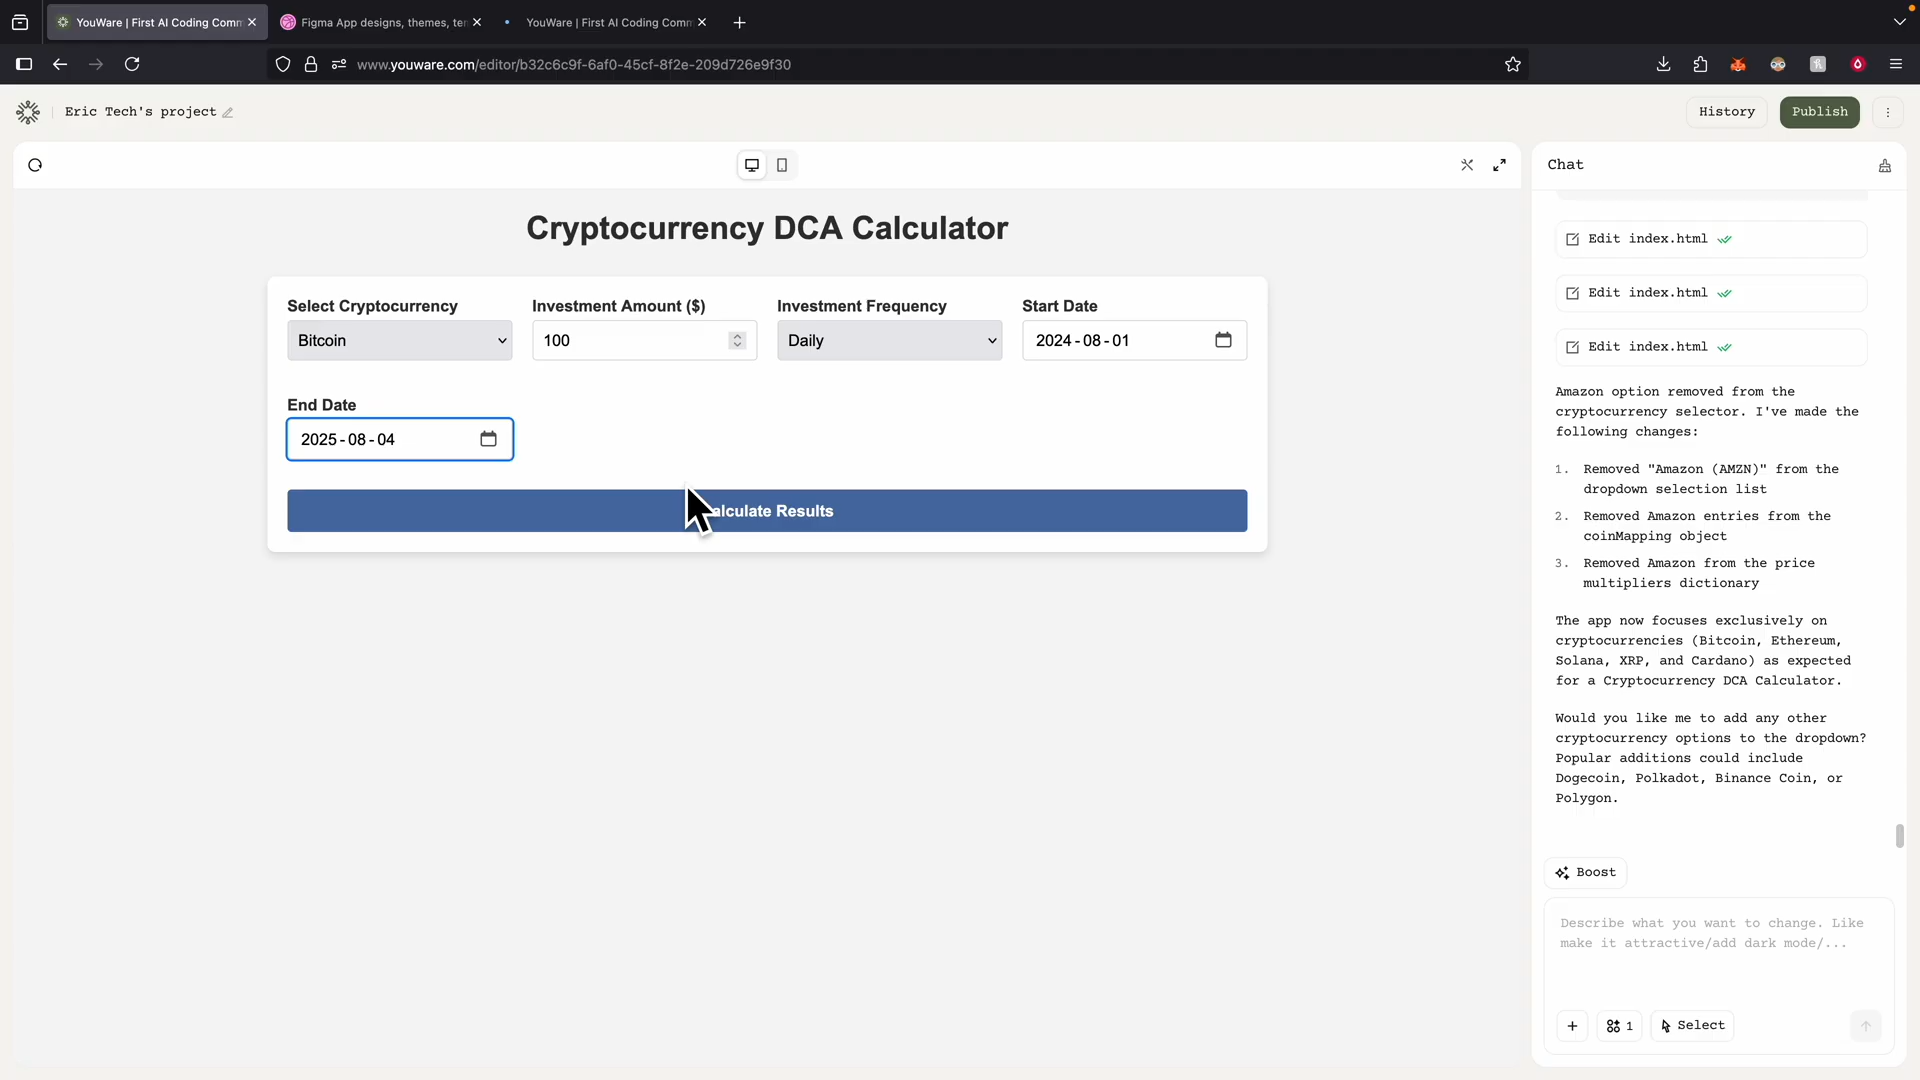 YouWare | First AI Coding Comm
Figma App designs, themes, te
YouWare | First AI Coding Comm
www.youware.com/editor/b32c6c9f-6af0-45cf-8f2e-209d726e9f30
Eric Tech's project
History
Publish
Chat
Cryptocurrency DCA Calculator
Select Cryptocurrency
Investment Amount ($)
Investment Frequency
Start Date
Bitcoin
100
Daily
2024-08-01
End Date
2025-08-04
alculate Results
Edit index.html
Edit index.html
Edit index.html
Amazon option removed from the
cryptocurrency selector. I've made the
following changes:
1. Removed "Amazon (AMZN)" from the
dropdown selection list
2. Removed Amazon entries from the
coinMapping object
3. Removed Amazon from the price
multipliers dictionary
The app now focuses exclusively on
cryptocurrencies (Bitcoin, Ethereum,
Solana, XRP, and Cardano) as expected
for a Cryptocurrency DCA Calculator.
Would you like me to add any other
cryptocurrency options to the dropdown?
Popular additions could include
Dogecoin, Polkadot, Binance Coin, or
Polygon.
Boost
Describe what you want to change. Like
make it attractive/add dark mode/...
1
Select